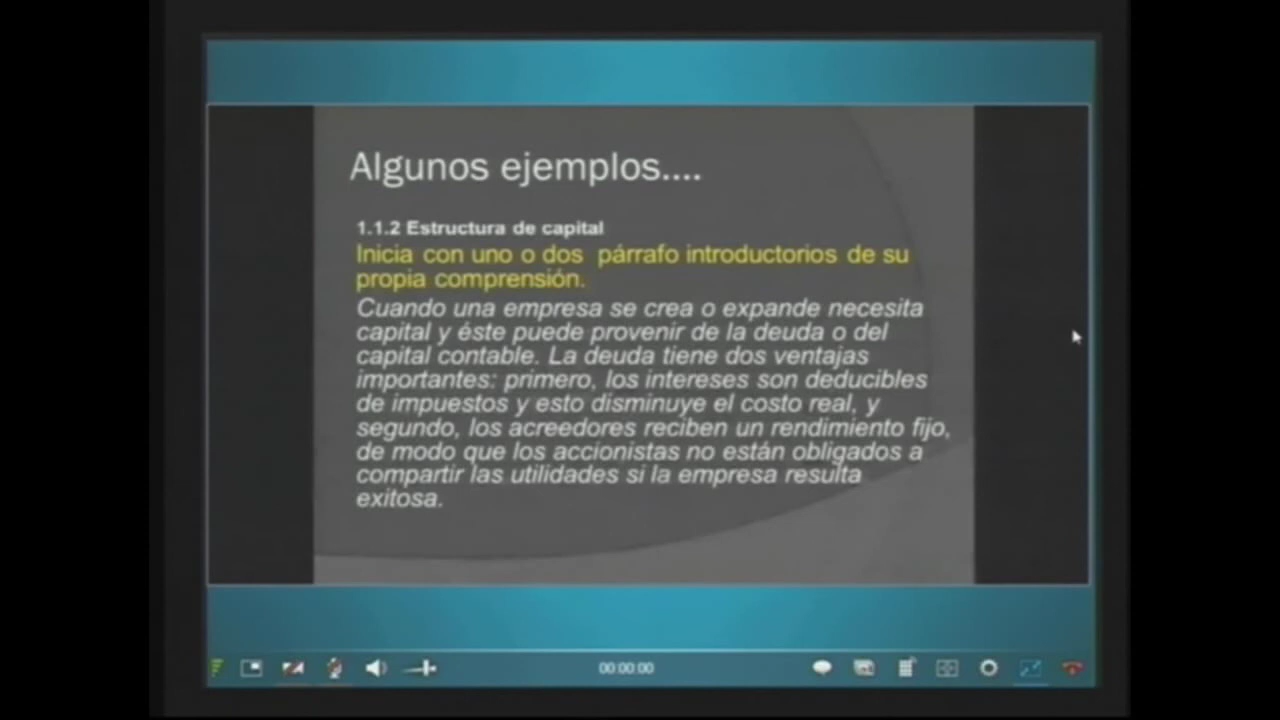 Algunos ejemplos....
1.1.2 Estructura de capital
Inicia con uno o dos párrafo introductorios de su
propia comprensión.
Cuando una empresa se crea o expande necesita
capital y éste puede provenir de la deuda o del
capital contable. La deuda tiene dos ventajas
importantes: primero, los intereses son deducibles
de impuestos y esto disminuye el costo real, y
segundo, los acreedores reciben un rendimiento fijo,
de modo que los accionistas no están obligados a
compartir las utilidades si la empresa resulta
exitosa.
00:00:00